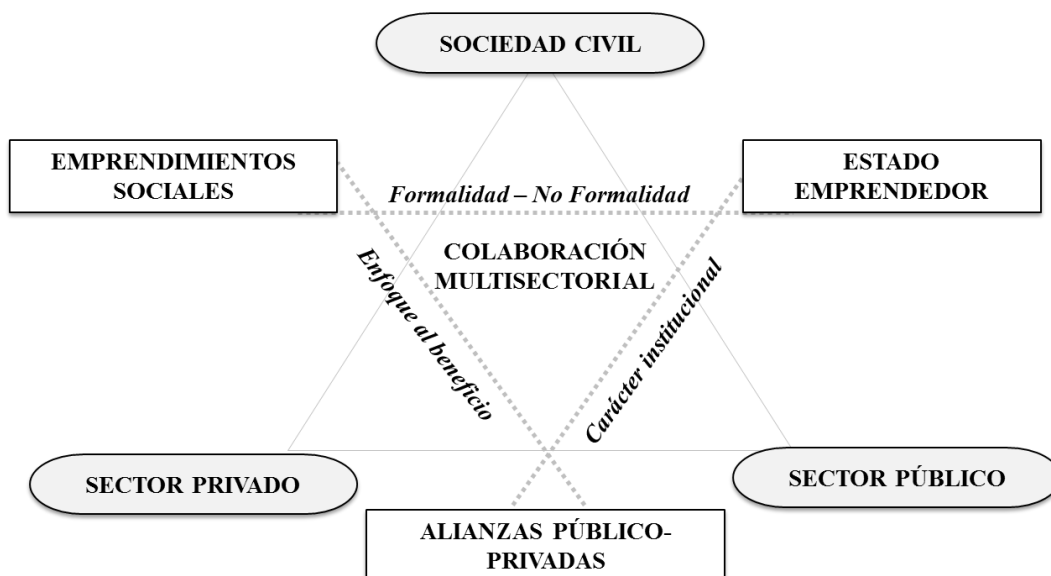 SOCIEDAD CIVIL
EMPRENDIMIENTOS
SOCIALES
ESTADO
EMPRENDEDOR
Formalidad – No Formalidad
COLABORACIÓN
MULTISECTORIAL
Enfoque al beneficio
Carácter institucional
SECTOR PRIVADO
SECTOR PÚBLICO
ALIANZAS PÚBLICO-
PRIVADAS